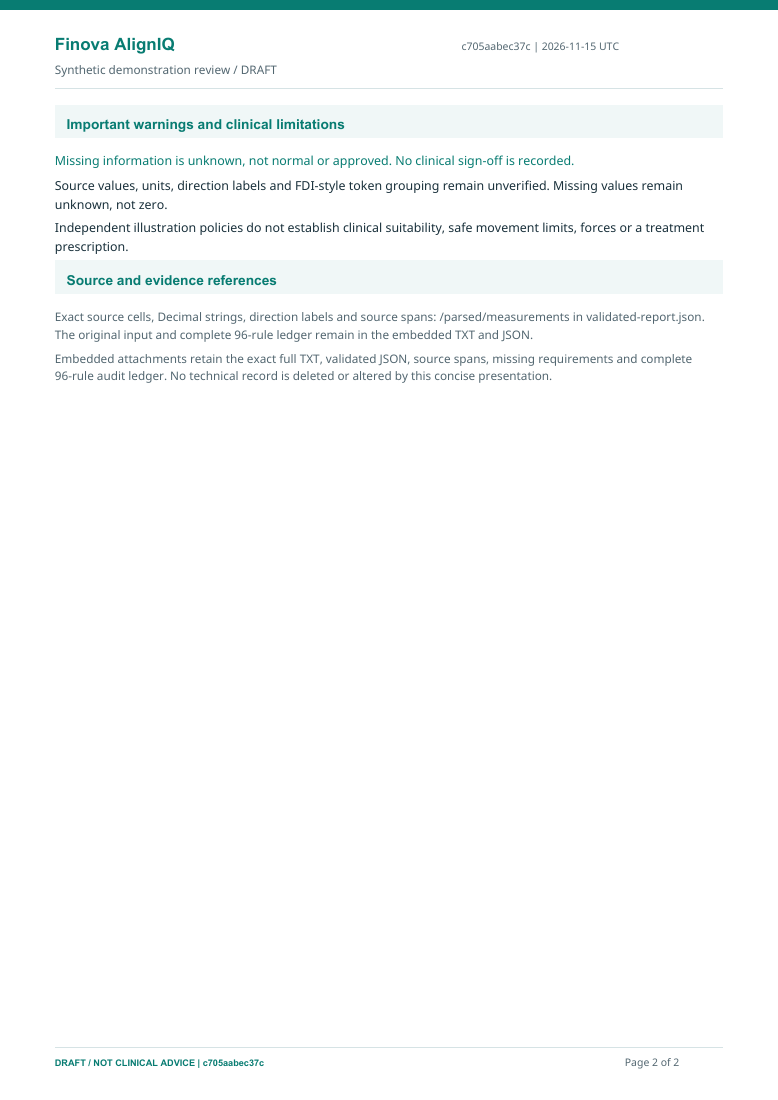 Finova AlignIQ
c705aabec37c | 2026-11-15 UTC
Synthetic demonstration review / DRAFT
Important warnings and clinical limitations
Missing information is unknown, not normal or approved. No clinical sign-off is recorded.
Source values, units, direction labels and FDI-style token grouping remain unverified. Missing values remain
unknown, not zero.
Independent illustration policies do not establish clinical suitability, safe movement limits, forces or a treatment
prescription.
Source and evidence references
Exact source cells, Decimal strings, direction labels and source spans: /parsed/measurements in validated-report.json.
The original input and complete 96-rule ledger remain in the embedded TXT and JSON.
Embedded attachments retain the exact full TXT, validated JSON, source spans, missing requirements and complete
96-rule audit ledger. No technical record is deleted or altered by this concise presentation.
DRAFT / NOT CLINICAL ADVICE | c705aabec37c
Page 2 of 2